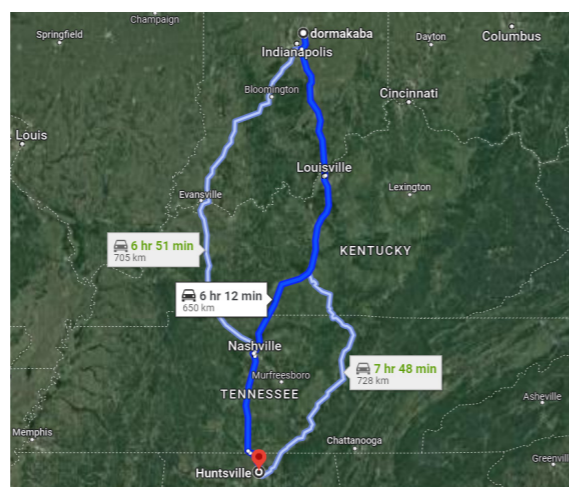 Champaign
Springfield
dormakaba
Dayton
Columbus
Indianapolis
Bloomington
Cincinnati
Louis
Louisville
Lexington
Evansville
6 hr 51 min
705 km
KENTUCKY
6 hr 12 min
650 km
Nashville
7 hr 48 min
728 km
Murfreesboro
TENNESSEE
Asheville
Memphis
Chattanooga
Huntsville
Greenvill